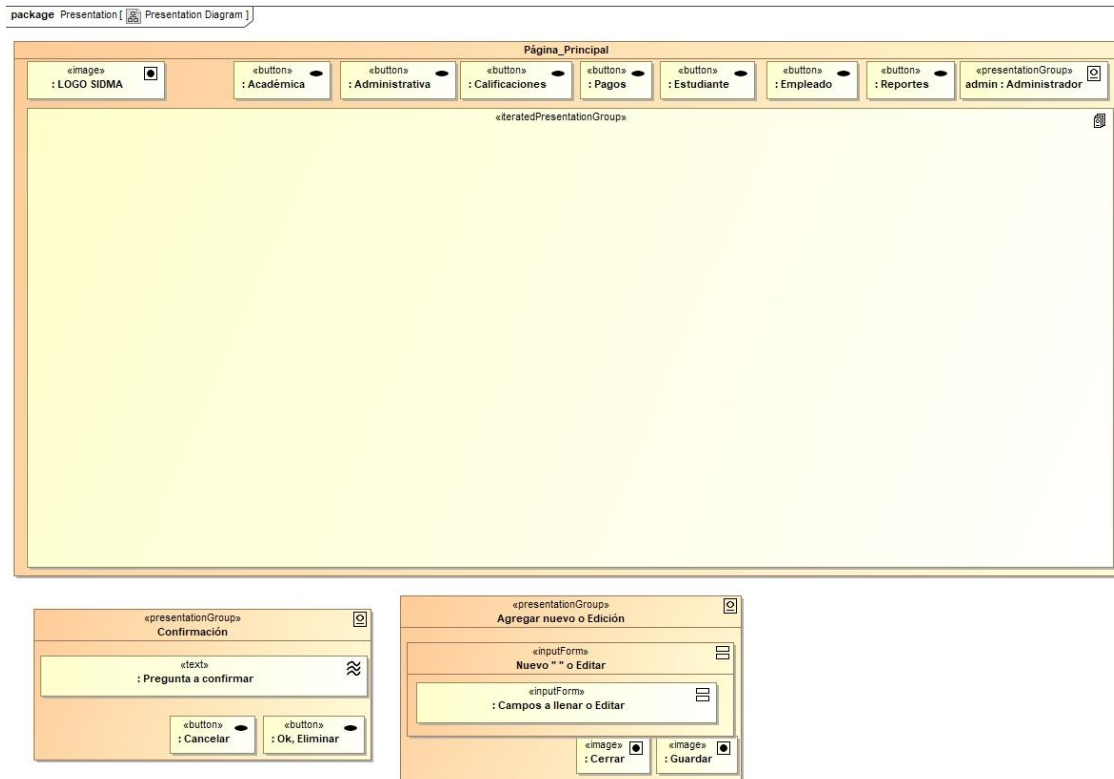 package Presentation [ Presentation Diagram ]
Página_Principal
«image»
: LOGO SIDMA
«button»
: Académica
«button»
: Administrativa
«button»
: Calificaciones
«button»
: Pagos
«button»
: Estudiante
«button»
: Empleado
«button»
: Reportes
«presentationGroup»
admin : Administrador
«iteratedPresentationGroup»
«presentationGroup»
Confirmación
«text»
: Pregunta a confirmar
«button»
: Cancelar
«button»
: Ok, Eliminar
«presentationGroup»
Agregar nuevo o Edición
«inputForm»
Nuevo " " o Editar
«inputForm»
: Campos a llenar o Editar
«image»
: Cerrar
«image»
: Guardar